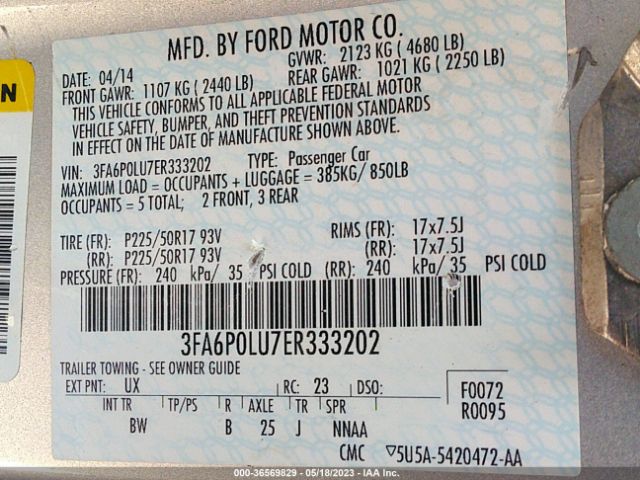 MFD. BY FORD MOTOR CO.
DATE: 04/14 GVWR: 2123 KG ( 4680 LB)
FRONT GAWR: 1107 KG ( 2440 LB) REAR GAWR: 1021 KG ( 2250 LB)
THIS VEHICLE CONFORMS TO ALL APPLICABLE FEDERAL MOTOR
VEHICLE SAFETY, BUMPER, AND THEFT PREVENTION STANDARDS
IN EFFECT ON THE DATE OF MANUFACTURE SHOWN ABOVE.
VIN: 3FA6P0LU7ER333202 TYPE: Passenger Car
MAXIMUM LOAD = OCCUPANTS + LUGGAGE = 385KG/ 850LB
OCCUPANTS = 5 TOTAL; 2 FRONT, 3 REAR
TIRE (FR): P225/50R17 93V RIMS (FR): 17x7.5J
(RR): P225/50R17 93V (RR): 17x7.5J
PRESSURE (FR): 240 kPa/ 35 PSI COLD (RR): 240 kPa/ 35 PSI COLD
3FA6P0LU7ER333202
TRAILER TOWING - SEE OWNER GUIDE
EXT PNT: UX RC: 23 DSO: F0072
INT TR TP/PS R AXLE TR SPR R0095
BW B 25 J NNAA
CMC ▽5U5A-5420472-AA
000-36569829 - 05/18/2023 - IAA Inc.